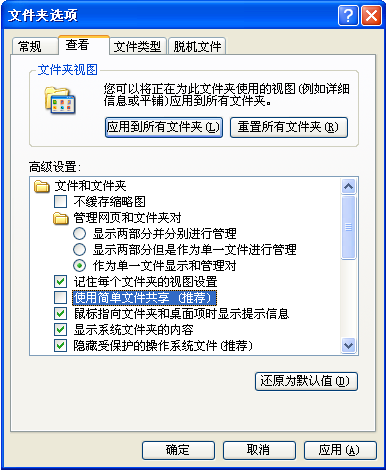 文件夹选项
常规 查看 文件类型 脱机文件
文件夹视图
您可以将正在为此文件夹使用的视图(例如详细
信息或平铺)应用到所有文件夹。
应用到所有文件夹(L) 重置所有文件夹(R)
高级设置:
文件和文件夹
不缓存缩略图
管理网页和文件夹对
显示两部分并分别进行管理
显示两部分但是作为单一文件进行管理
作为单一文件显示和管理对
记住每个文件夹的视图设置
使用简单文件共享 (推荐)
鼠标指向文件夹和桌面项时显示提示信息
显示系统文件夹的内容
隐藏受保护的操作系统文件(推荐)
还原为默认值(D)
确定 取消 应用(A)